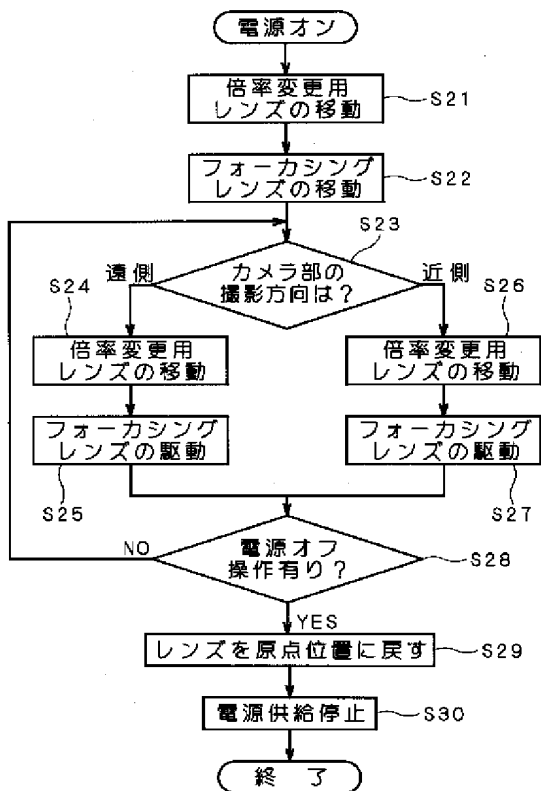 電源オン
倍率変更用
レンズの移動
S21
フォーカシング
レンズの移動
S22
S23
カメラ部の
撮影方向は?
遠側
近側
S24
倍率変更用
レンズの移動
S26
倍率変更用
レンズの移動
フォーカシング
レンズの駆動
S25
フォーカシング
レンズの駆動
S27
電源オフ
操作有り?
S28
NO
YES
レンズを原点位置に戻す
S29
電源供給停止
S30
終了